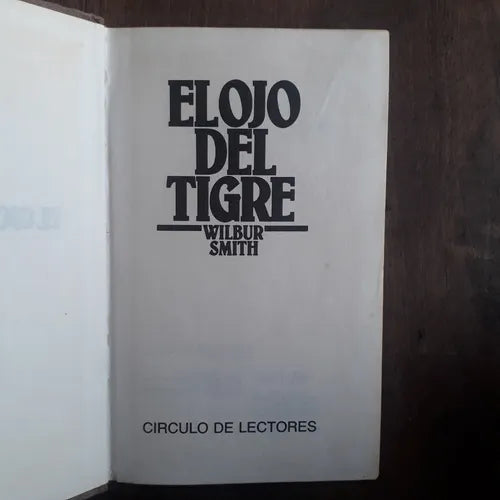 EL OJO
DEL
TIGRE
WILBUR
SMITH
CIRCULO DE LECTORES